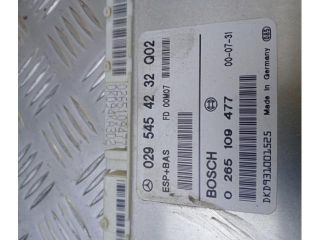 029 545 42 32 Q02
ESP+BAS FD 00M07
BOSCH 00-07-31
0 265 109 477
DKD931001525 Made in Germany